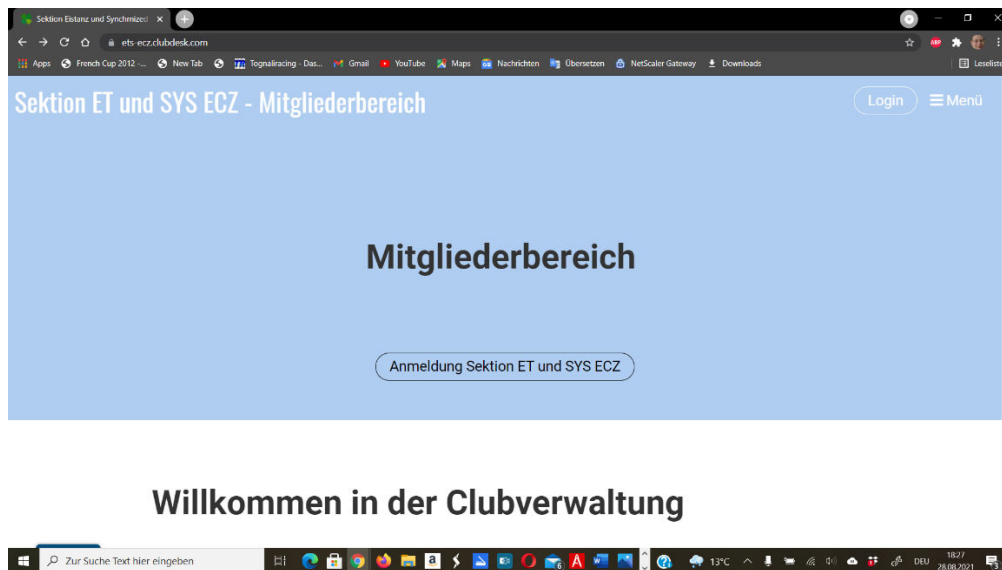 Sektion Eistanz und Synchronized
ets-ecz.clubdesk.com
ABP
Apps French Cup 2012 -... New Tab Tognaliracing - Das... Gmail YouTube Maps Nachrichten Übersetzen NetScaler Gateway Downloads Leseliste
Sektion ET und SYS ECZ - Mitgliederbereich
Login Menü
Mitgliederbereich
Anmeldung Sektion ET und SYS ECZ
Willkommen in der Clubverwaltung
Zur Suche Text hier eingeben
13°C DEU 18:27
28.08.2021